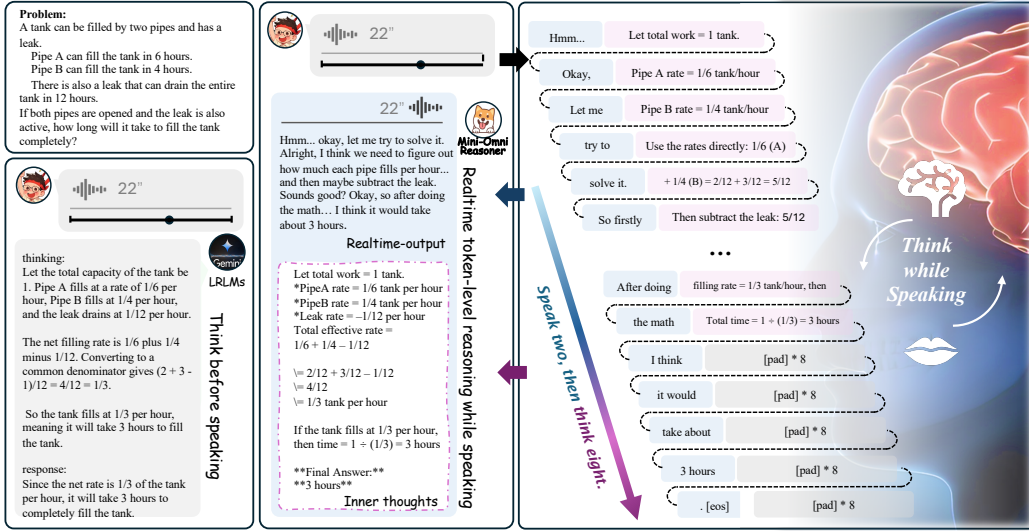 Problem:
A tank can be filled by two pipes and has a
leak.
Pipe A can fill the tank in 6 hours.
Pipe B can fill the tank in 4 hours.
There is also a leak that can drain the entire
tank in 12 hours.
If both pipes are opened and the leak is also
active, how long will it take to fill the tank
completely?
22"
Gemini
LRLMs
thinking:
Let the total capacity of the tank be
1. Pipe A fills at a rate of 1/6 per
hour, Pipe B fills at 1/4 per hour,
and the leak drains at 1/12 per hour.
The net filling rate is 1/6 plus 1/4
minus 1/12. Converting to a
common denominator gives (2 + 3 -
1)/12 = 4/12 = 1/3.
So the tank fills at 1/3 per hour,
meaning it will take 3 hours to fill
the tank.
response:
Since the net rate is 1/3 of the tank
per hour, it will take 3 hours to
completely fill the tank.
Think before speaking
22"
22"
Mini-Omni
Reasoner
Hmm... okay, let me try to solve it.
Alright, I think we need to figure out
how much each pipe fills per hour...
and then maybe subtract the leak.
Sounds good? Okay, so after doing
the math… I think it would take
about 3 hours.
Realtime-output
Let total work = 1 tank.
*PipeA rate = 1/6 tank per hour
*PipeB rate = 1/4 tank per hour
*Leak rate = –1/12 per hour
Total effective rate =
1/6 + 1/4 – 1/12
\= 2/12 + 3/12 – 1/12
\= 4/12
\= 1/3 tank per hour
If the tank fills at 1/3 per hour,
then time = 1 ÷ (1/3) = 3 hours
**Final Answer:**
**3 hours**
Inner thoughts
Realtime token-level reasoning while speaking
Hmm... Let total work = 1 tank.
Okay, Pipe A rate = 1/6 tank/hour
Let me Pipe B rate = 1/4 tank/hour
try to Use the rates directly: 1/6 (A)
solve it. + 1/4 (B) = 2/12 + 3/12 = 5/12
So firstly Then subtract the leak: 5/12
...
After doing filling rate = 1/3 tank/hour, then
the math Total time = 1 ÷ (1/3) = 3 hours
I think [pad] * 8
it would [pad] * 8
take about [pad] * 8
3 hours [pad] * 8
. [eos] [pad] * 8
Speak two, then think eight.
Think
while
Speaking